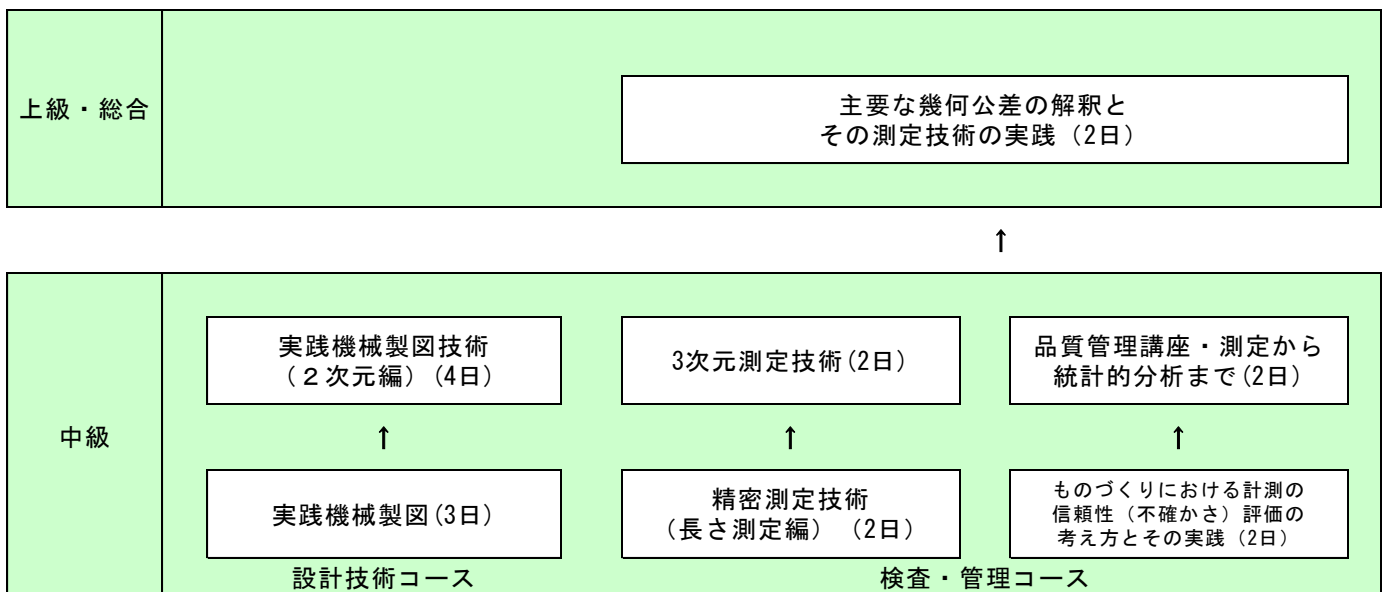 上級・総合
主要な幾何公差の解釈と
その測定技術の実践（2日）
↑
中級
実践機械製図技術
（２次元編）(4日)
3次元測定技術(2日)
品質管理講座・測定から
統計的分析まで(2日)
↑
↑
↑
実践機械製図(3日)
精密測定技術
（長さ測定編）（2日）
ものづくりにおける計測の
信頼性（不確かさ）評価の
考え方とその実践（2日）
設計技術コース
検査・管理コース